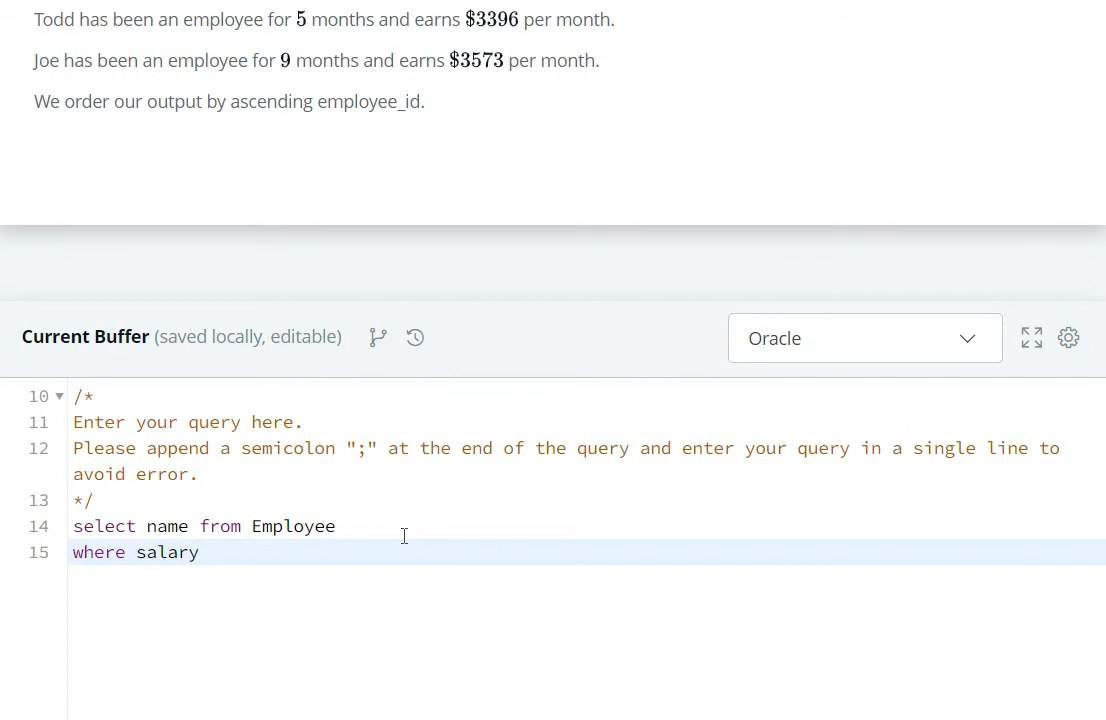 Todd has been an employee for 5 months and earns $3396 per month.
Joe has been an employee for 9 months and earns $3573 per month.
We order our output by ascending employee_id.
Current Buffer (saved locally, editable)
Oracle
10 /*
11 Enter your query here.
12 Please append a semicolon ";" at the end of the query and enter your query in a single line to
avoid error.
13 */
14 select name from Employee
15 where salary